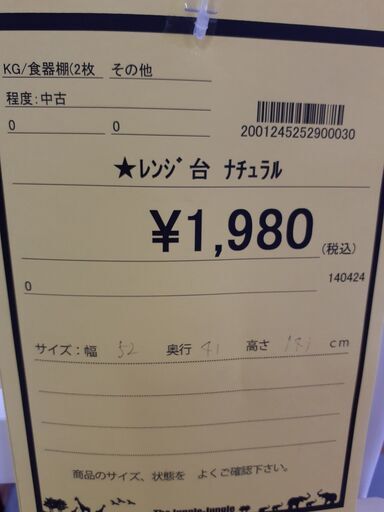 KG/食器棚(2枚 その他
程度:中古
0 0
2001245252900030
★レンジ台 ナチュラル
¥1,980(税込)
0 140424
サイズ:幅 52 奥行 41 高さ cm
商品のサイズ、状態を よくご確認下さい。
The Jungle-Jungle